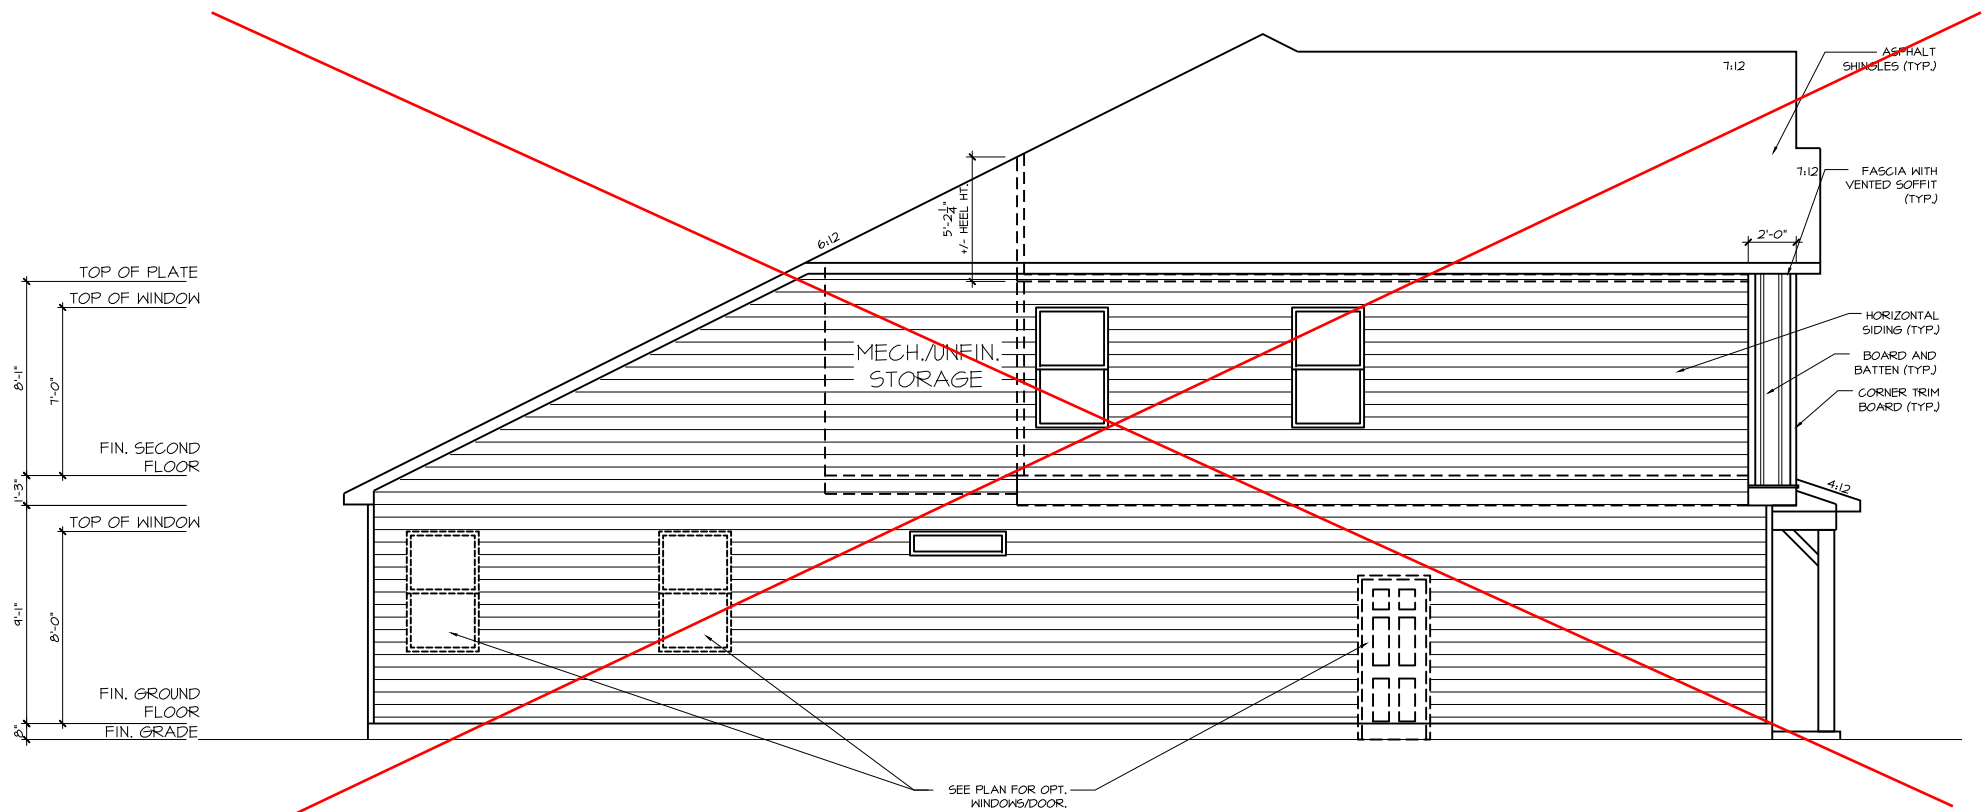 ASPHALT
SHINGLES (TYP.)
7:12
7:12
FASCIA WITH
VENTED SOFFIT
(TYP.)
5'-2 1/4"
+/- HEEL HT.
6:12
2'-0"
TOP OF PLATE
TOP OF WINDOW
8'-1"
7'-0"
MECH./UNFIN.
STORAGE
HORIZONTAL
SIDING (TYP.)
BOARD AND
BATTEN (TYP.)
CORNER TRIM
BOARD (TYP.)
FIN. SECOND
FLOOR
1'-3"
4:12
TOP OF WINDOW
9'-1"
8'-0"
FIN. GROUND
FLOOR
FIN. GRADE
8"
SEE PLAN FOR OPT.
WINDOWS/DOOR.